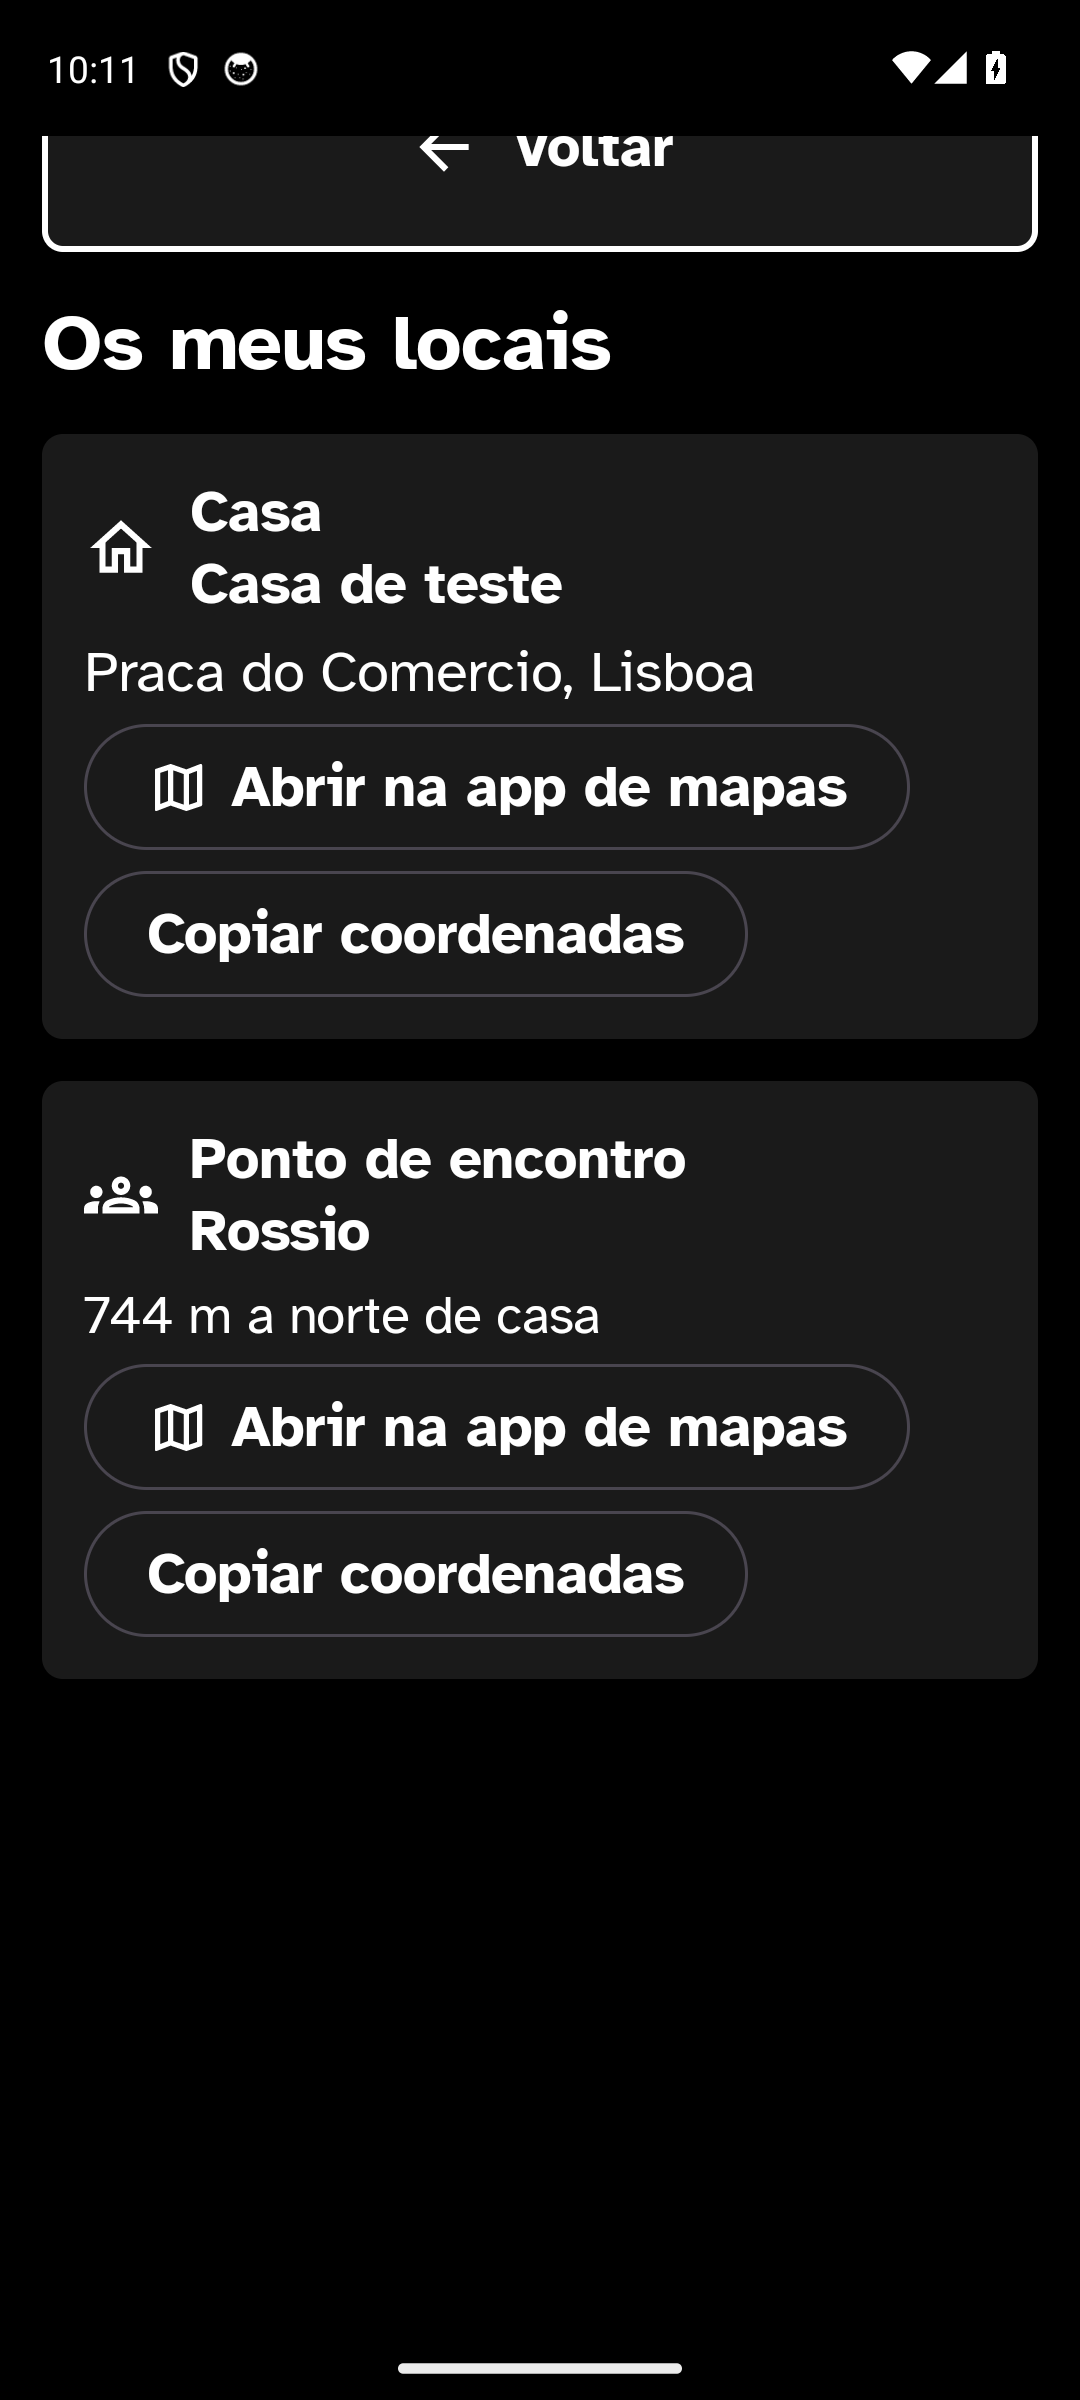 10:11
Voltar
Os meus locais
Casa
Casa de teste
Praca do Comercio, Lisboa
Abrir na app de mapas
Copiar coordenadas
Ponto de encontro
Rossio
744 m a norte de casa
Abrir na app de mapas
Copiar coordenadas